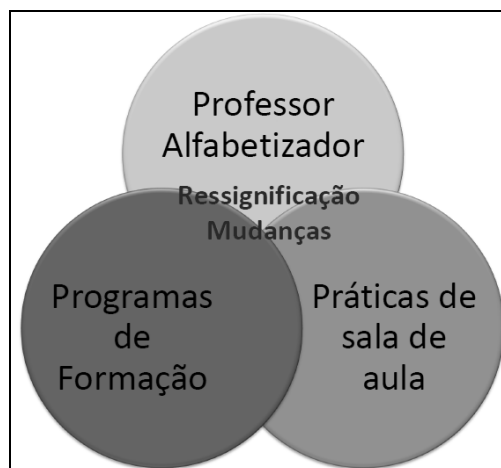 Professor
Alfabetizador
Ressignificação
Mudanças
Programas
de
Formação
Práticas de
sala de
aula